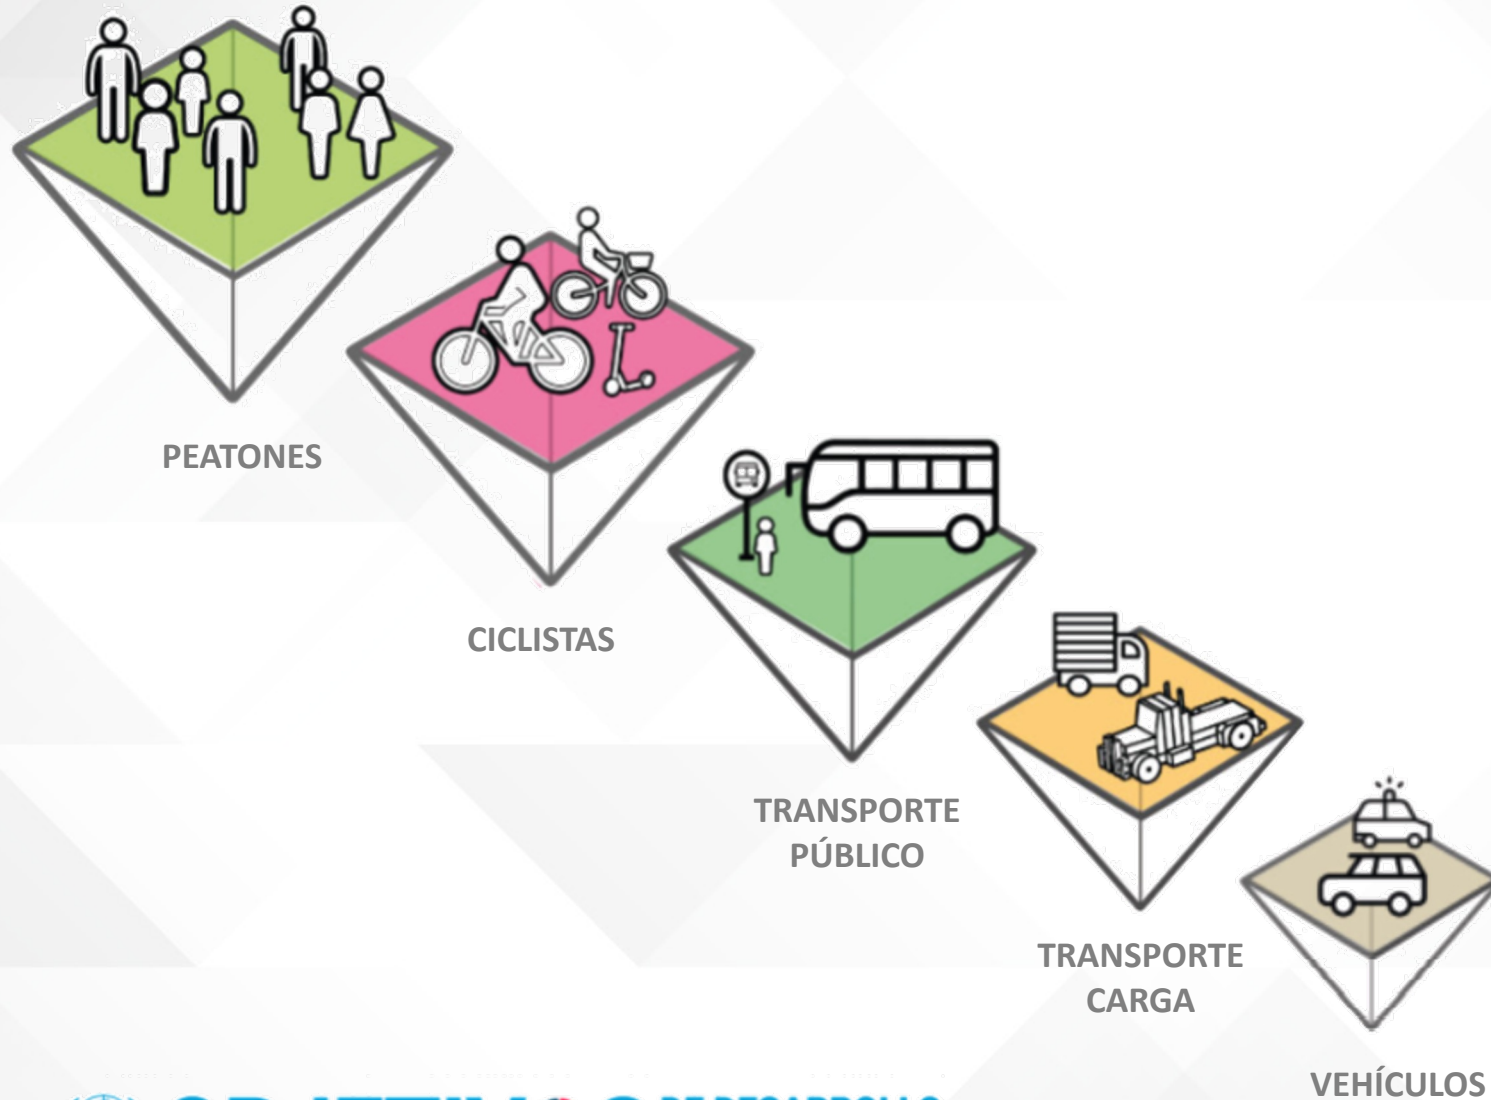 PEATONES
CICLISTAS
TRANSPORTE
PÚBLICO
TRANSPORTE
CARGA
VEHÍCULOS